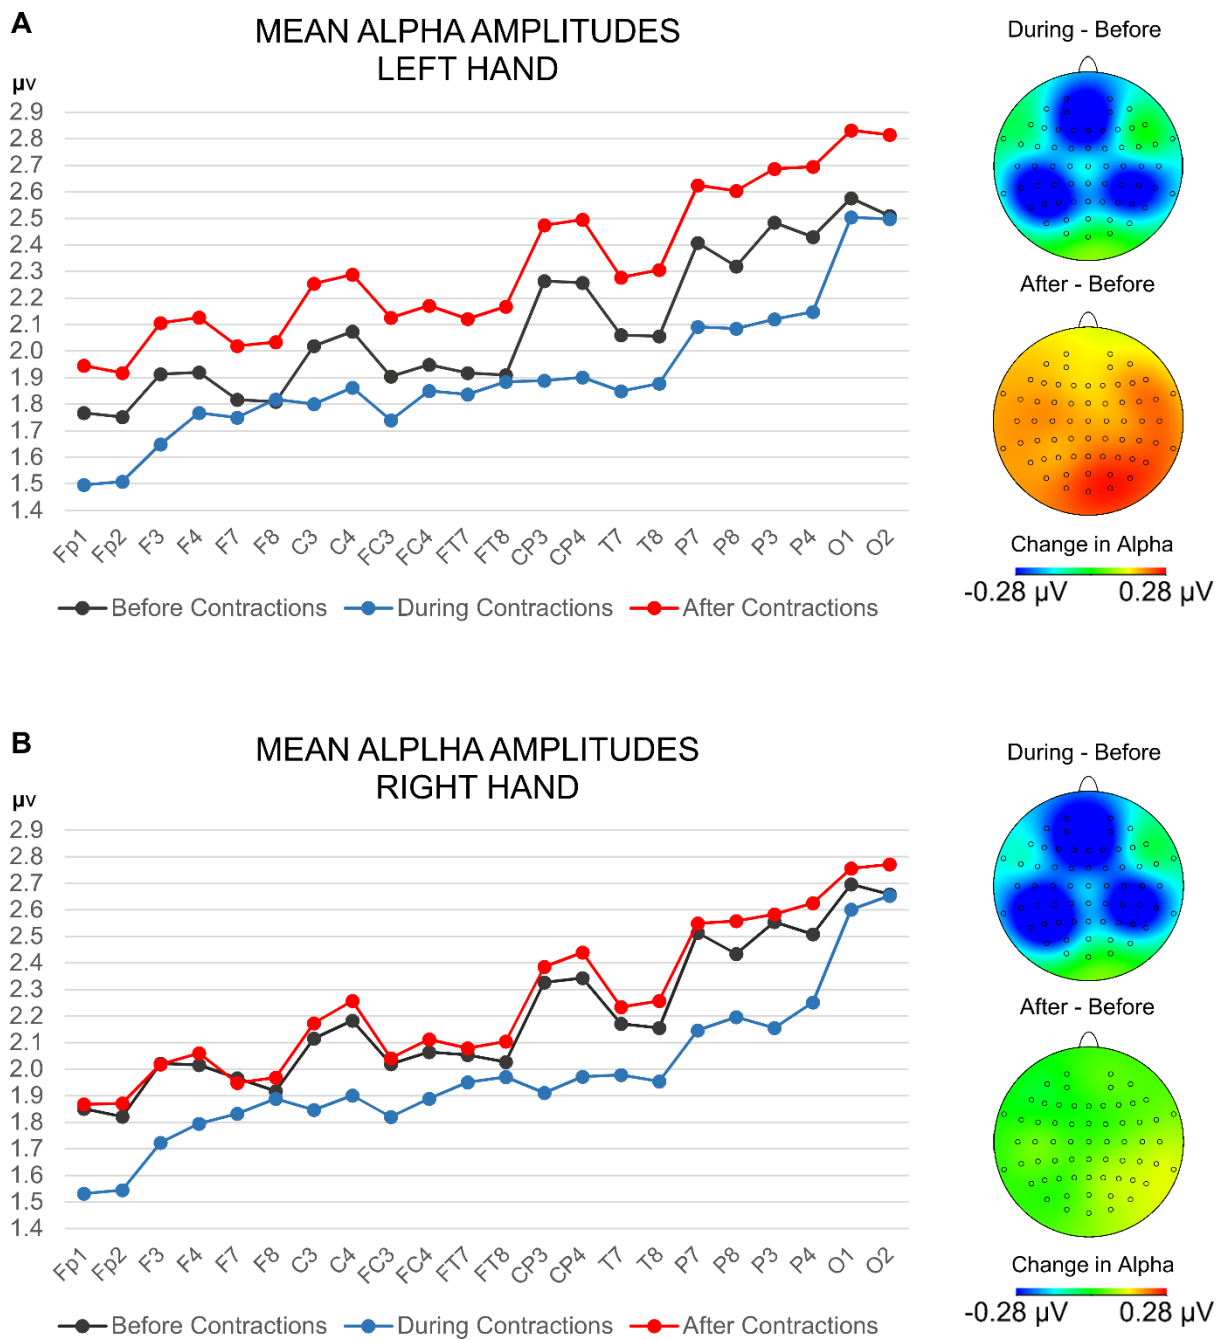 A
MEAN ALPHA AMPLITUDES
LEFT HAND
µv
2.9
2.8
2.7
2.6
2.5
2.4
2.3
2.2
2.1
2.0
1.9
1.8
1.7
1.6
1.5
1.4
Fp1 Fp2 F3 F4 F7 F8 C3 C4 FC3 FC4 FT7 FT8 CP3 CP4 T7 T8 P7 P8 P3 P4 O1 O2
Before Contractions During Contractions After Contractions
During - Before
After - Before
Change in Alpha
-0.28 µV 0.28 µV
B
MEAN ALPLHA AMPLITUDES
RIGHT HAND
µv
2.9
2.8
2.7
2.6
2.5
2.4
2.3
2.2
2.1
2.0
1.9
1.8
1.7
1.6
1.5
1.4
Fp1 Fp2 F3 F4 F7 F8 C3 C4 FC3 FC4 FT7 FT8 CP3 CP4 T7 T8 P7 P8 P3 P4 O1 O2
Before Contractions During Contractions After Contractions
During - Before
After - Before
Change in Alpha
-0.28 µV 0.28 µV